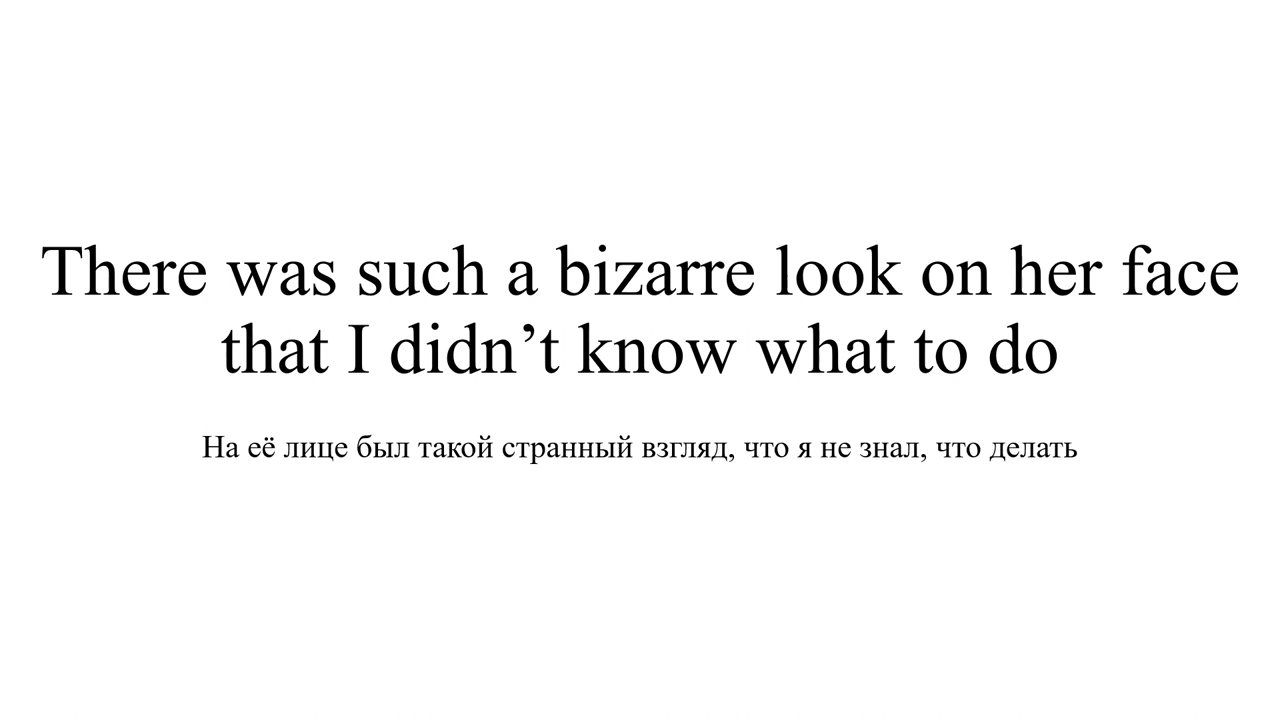 There was such a bizarre look on her face
that I didn’t know what to do
На её лице был такой странный взгляд, что я не знал, что делать